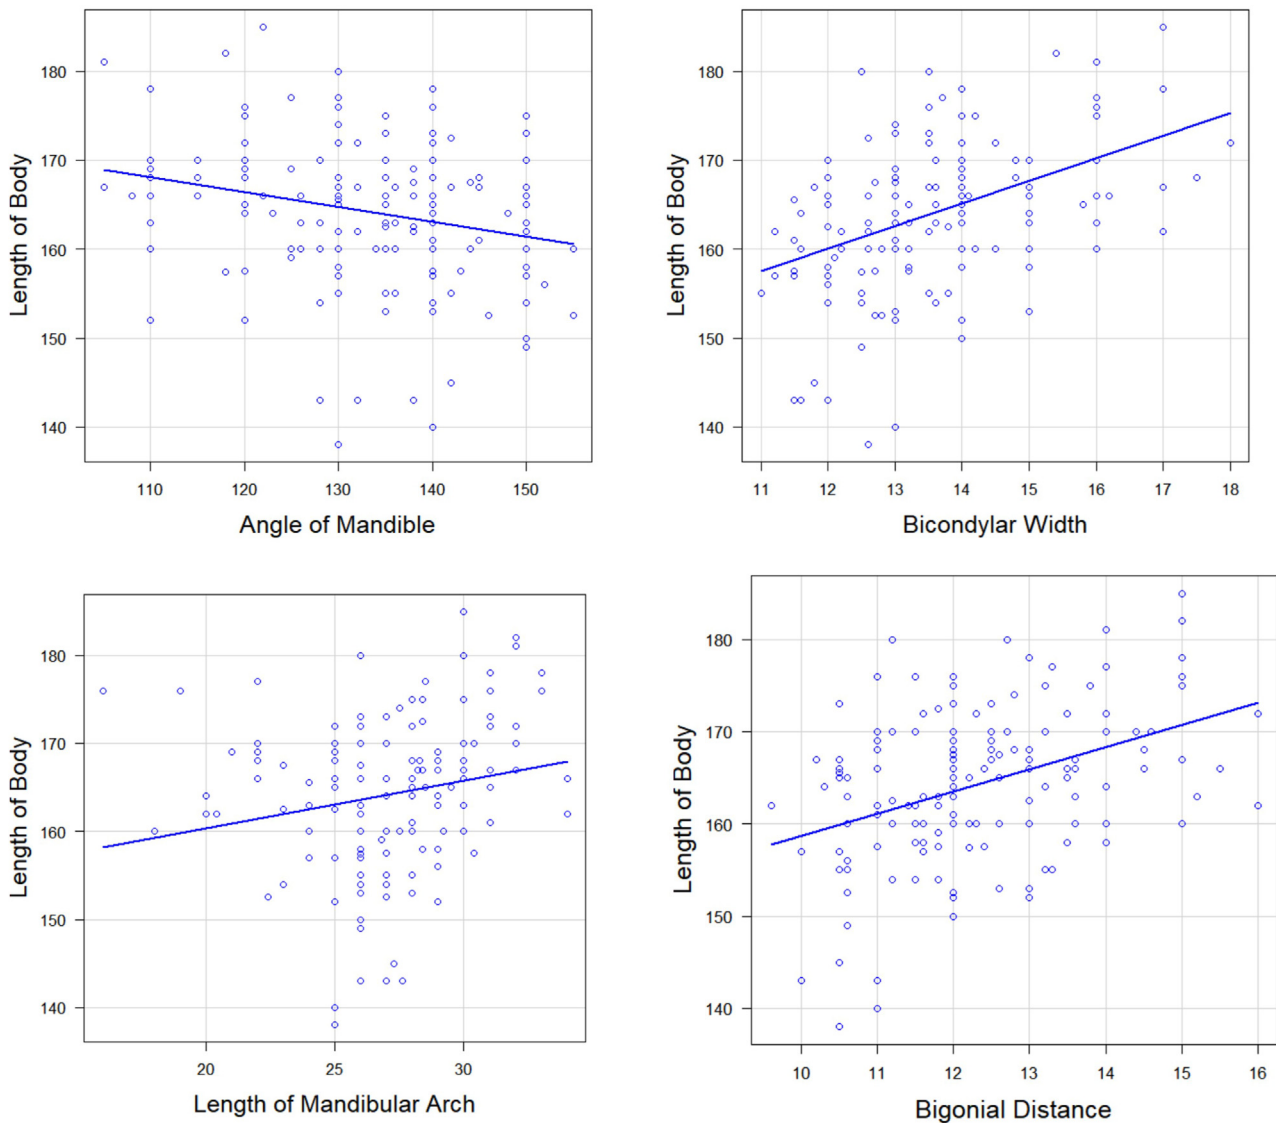 Length of Body
180
170
160
150
140
110 120 130 140 150
Angle of Mandible
Length of Body
180
170
160
150
140
11 12 13 14 15 16 17 18
Bicondylar Width
Length of Body
180
170
160
150
140
20 25 30
Length of Mandibular Arch
Length of Body
180
170
160
150
140
10 11 12 13 14 15 16
Bigonial Distance